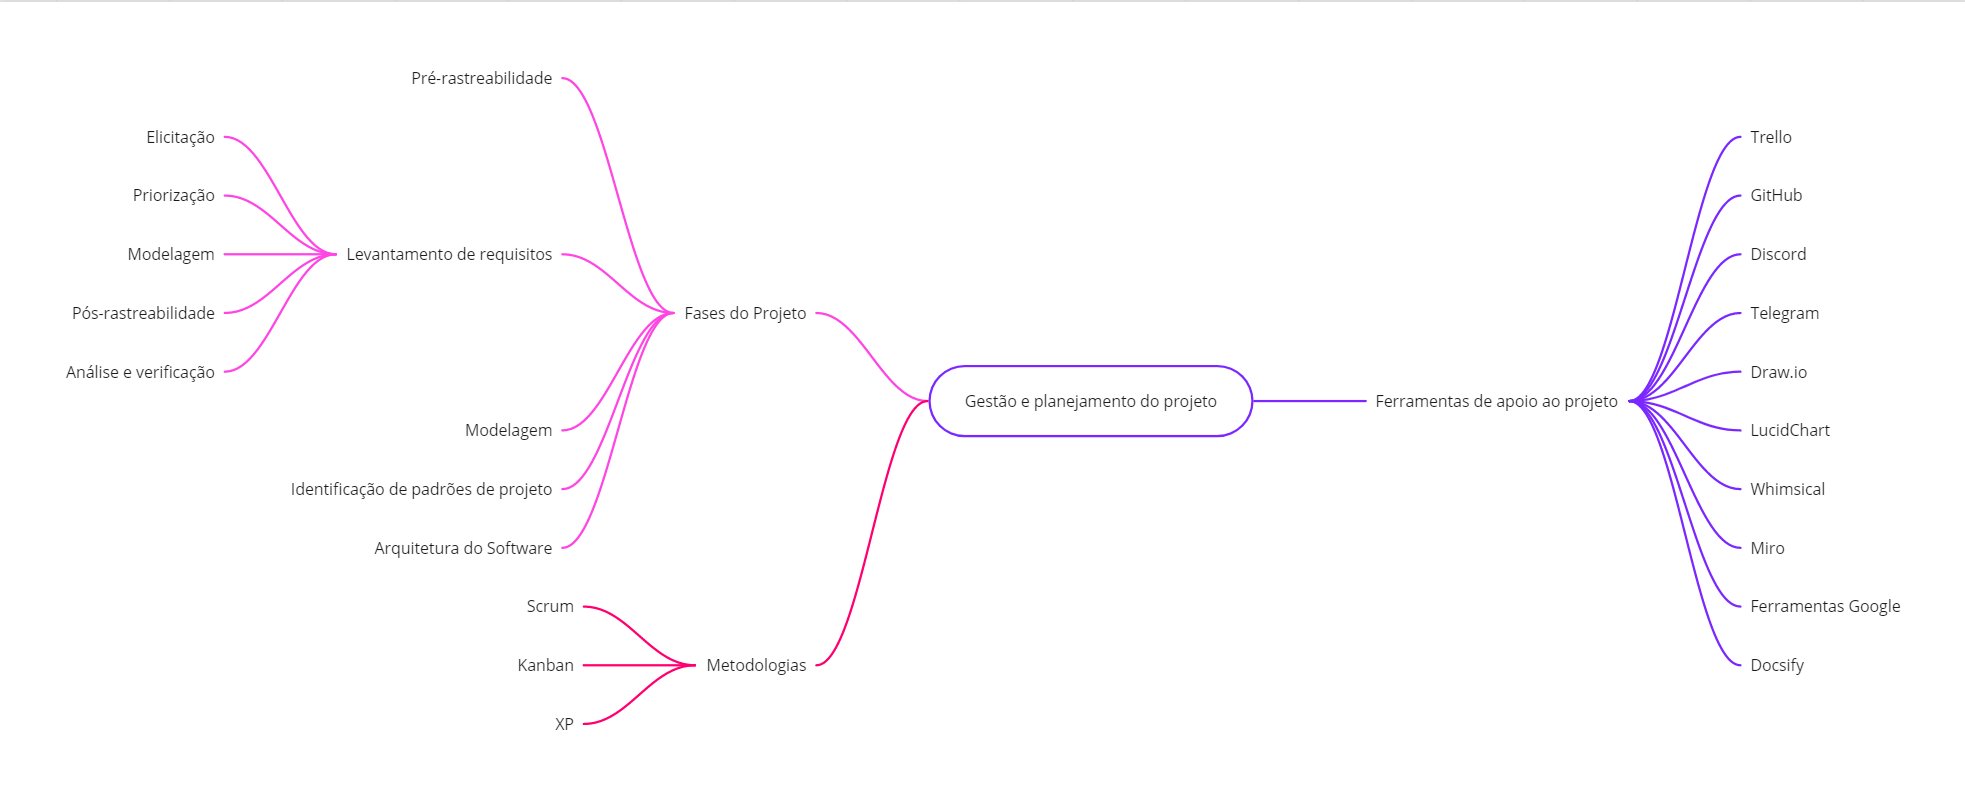 Pré-rastreabilidade
Elicitação
Priorização
Modelagem
Pós-rastreabilidade
Análise e verificação
Levantamento de requisitos
Fases do Projeto
Modelagem
Identificação de padrões de projeto
Arquitetura do Software
Scrum
Kanban
XP
Metodologias
Gestão e planejamento do projeto
Ferramentas de apoio ao projeto
Trello
GitHub
Discord
Telegram
Draw.io
LucidChart
Whimsical
Miro
Ferramentas Google
Docsify